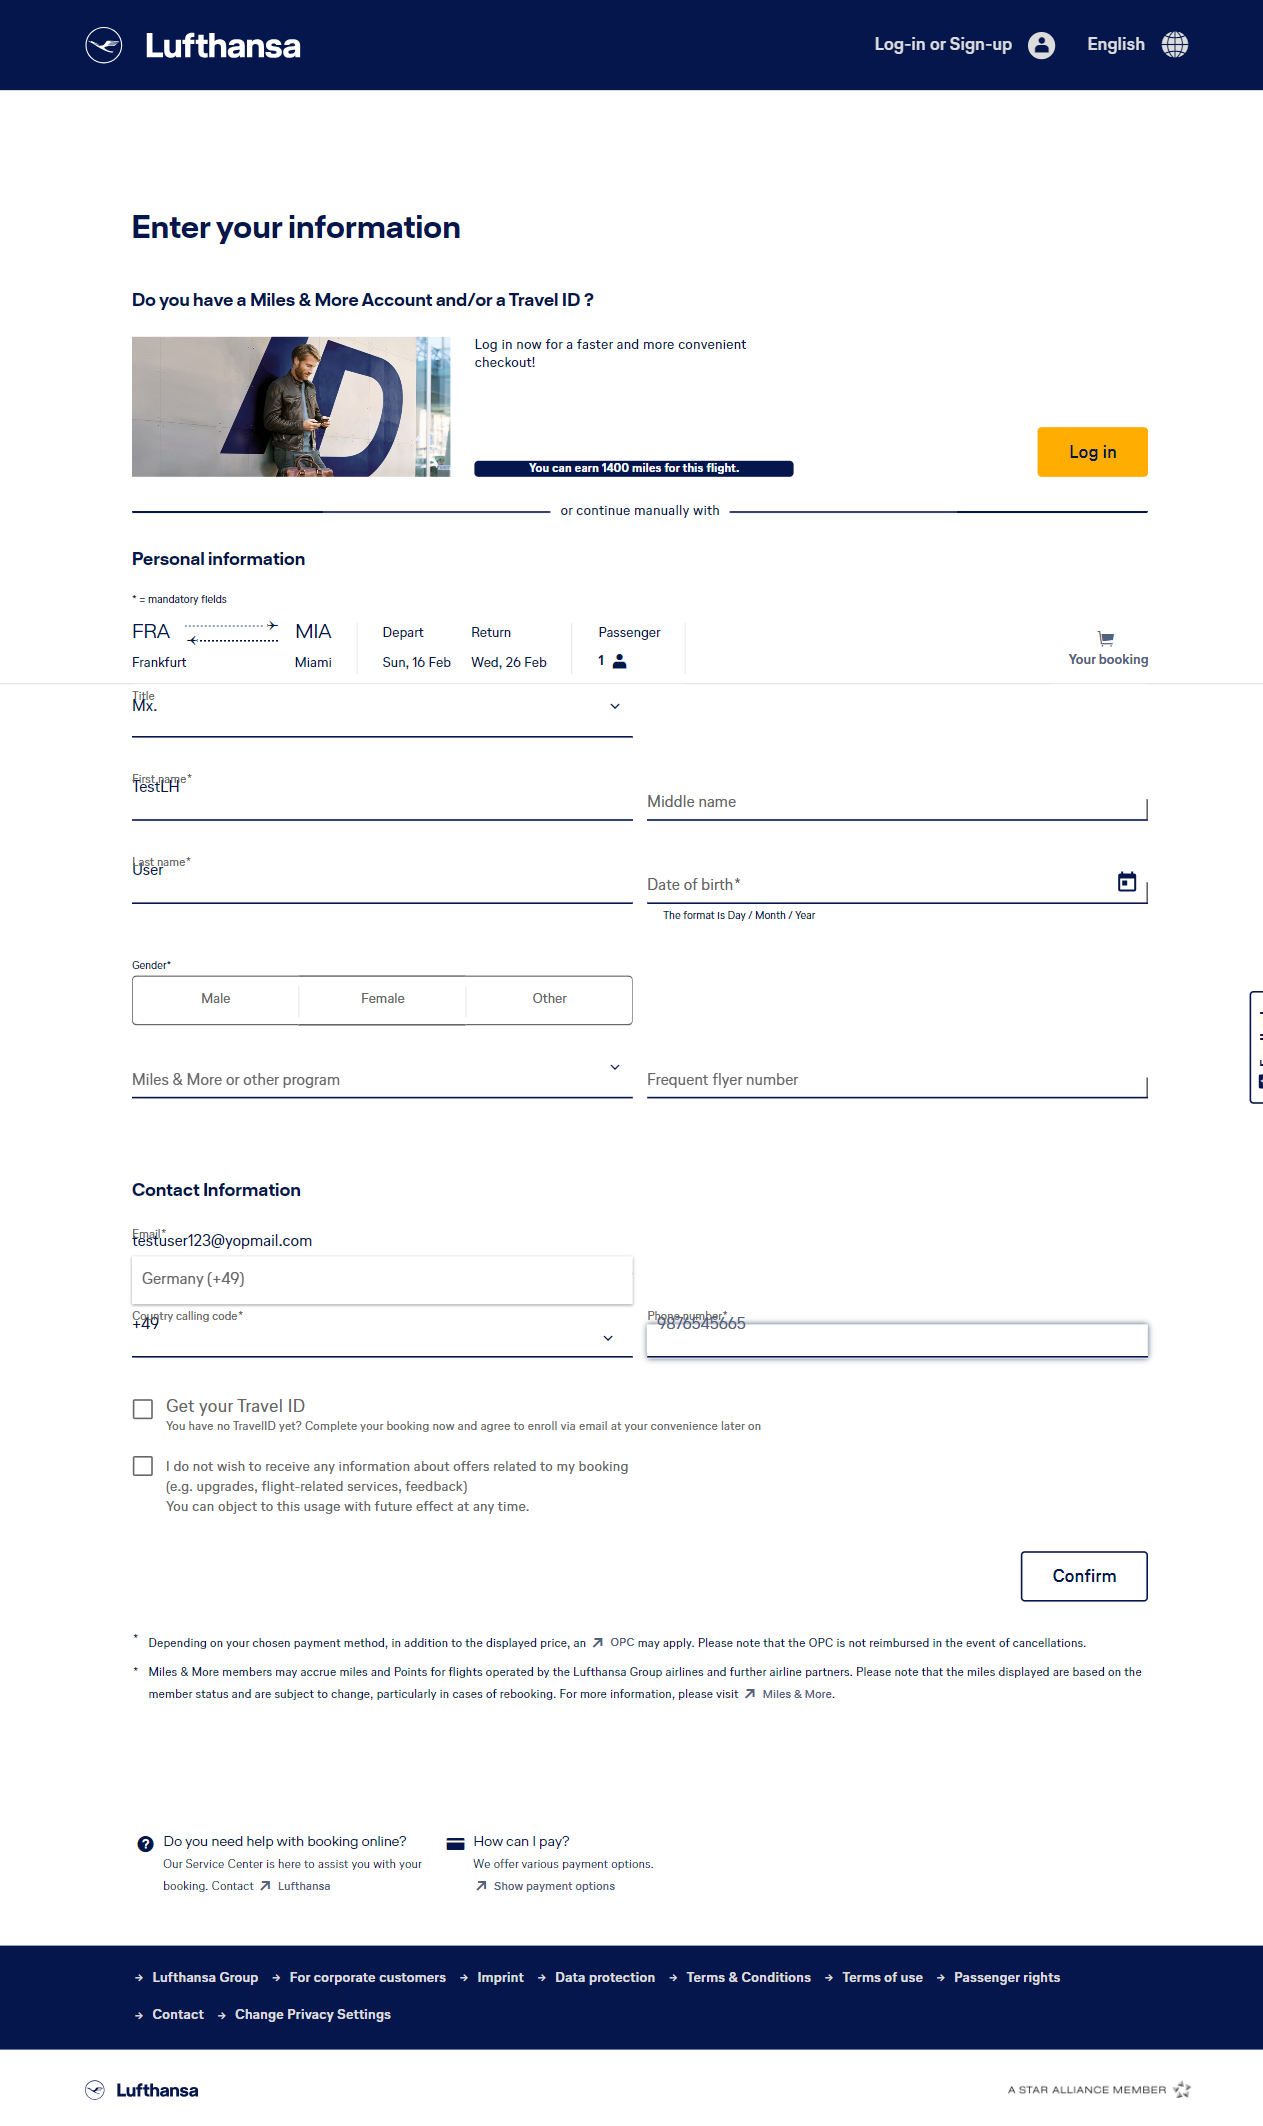 Lufthansa
Log-in or Sign-up
English
Enter your information
Do you have a Miles & More Account and/or a Travel ID ?
Log in now for a faster and more convenient
checkout!
You can earn 1400 miles for this flight.
Log in
or continue manually with
Personal information
* = mandatory fields
FRA MIA
Depart Return Passenger
Frankfurt Miami
Sun, 16 Feb Wed, 26 Feb 1
Your booking
Title
Mx.
First name*
TestLH
Middle name
Last name*
User
Date of birth*
The format is Day / Month / Year
Gender*
Male Female Other
Miles & More or other program
Frequent flyer number
Contact Information
Email*
testuser123@yopmail.com
Germany (+49)
Country calling code*
+49
Phone number*
9876545665
Get your Travel ID
You have no TravelID yet? Complete your booking now and agree to enroll via email at your convenience later on
I do not wish to receive any information about offers related to my booking
(e.g. upgrades, flight-related services, feedback)
You can object to this usage with future effect at any time.
Confirm
* Depending on your chosen payment method, in addition to the displayed price, an OPC may apply. Please note that the OPC is not reimbursed in the event of cancellations.
* Miles & More members may accrue miles and Points for flights operated by the Lufthansa Group airlines and further airline partners. Please note that the miles displayed are based on the
member status and are subject to change, particularly in cases of rebooking. For more information, please visit Miles & More.
Do you need help with booking online?
Our Service Center is here to assist you with your
booking. Contact Lufthansa
How can I pay?
We offer various payment options.
Show payment options
Lufthansa Group For corporate customers Imprint Data protection Terms & Conditions Terms of use Passenger rights
Contact Change Privacy Settings
Lufthansa
A STAR ALLIANCE MEMBER